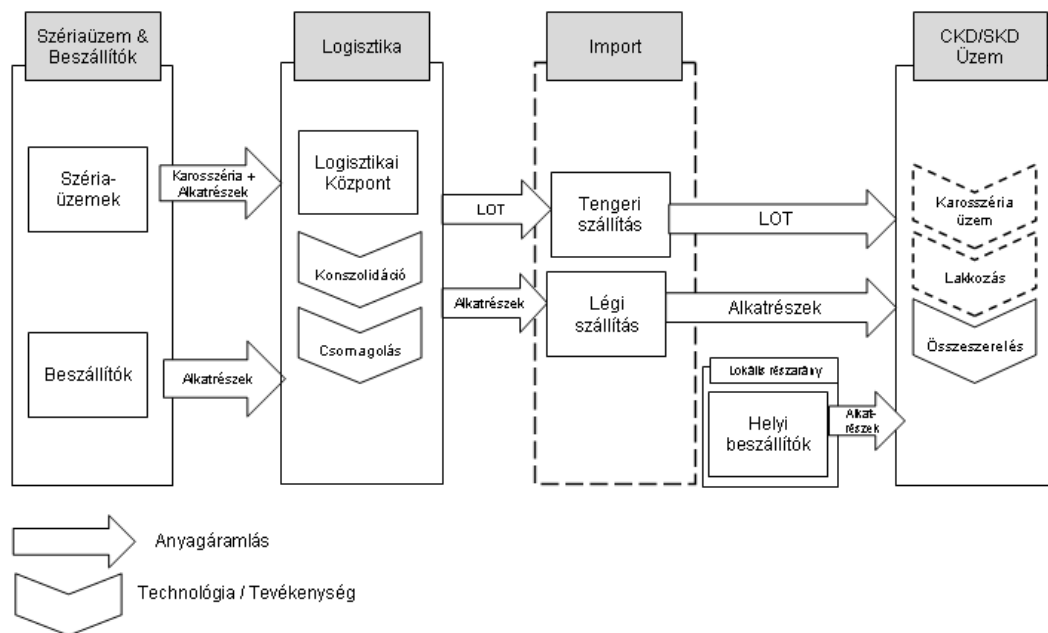 Szériaüzem &
Beszállítók
Logisztika
Import
CKD/SKD
Üzem
Széria-
üzemek
Karosszéria +
Alkatrészek
Logisztikai
Központ
LOT
Tengeri
szállítás
LOT
Karosszéria
üzem
Konszolidáció
Lakkozás
Alkatrészek
Légi
szállítás
Alkatrészek
Csomagolás
Összeszerelés
Beszállítók
Alkatrészek
Lokális részarány
Helyi
beszállítók
Alkat-
részek
Anyagáramlás
Technológia / Tevékenység